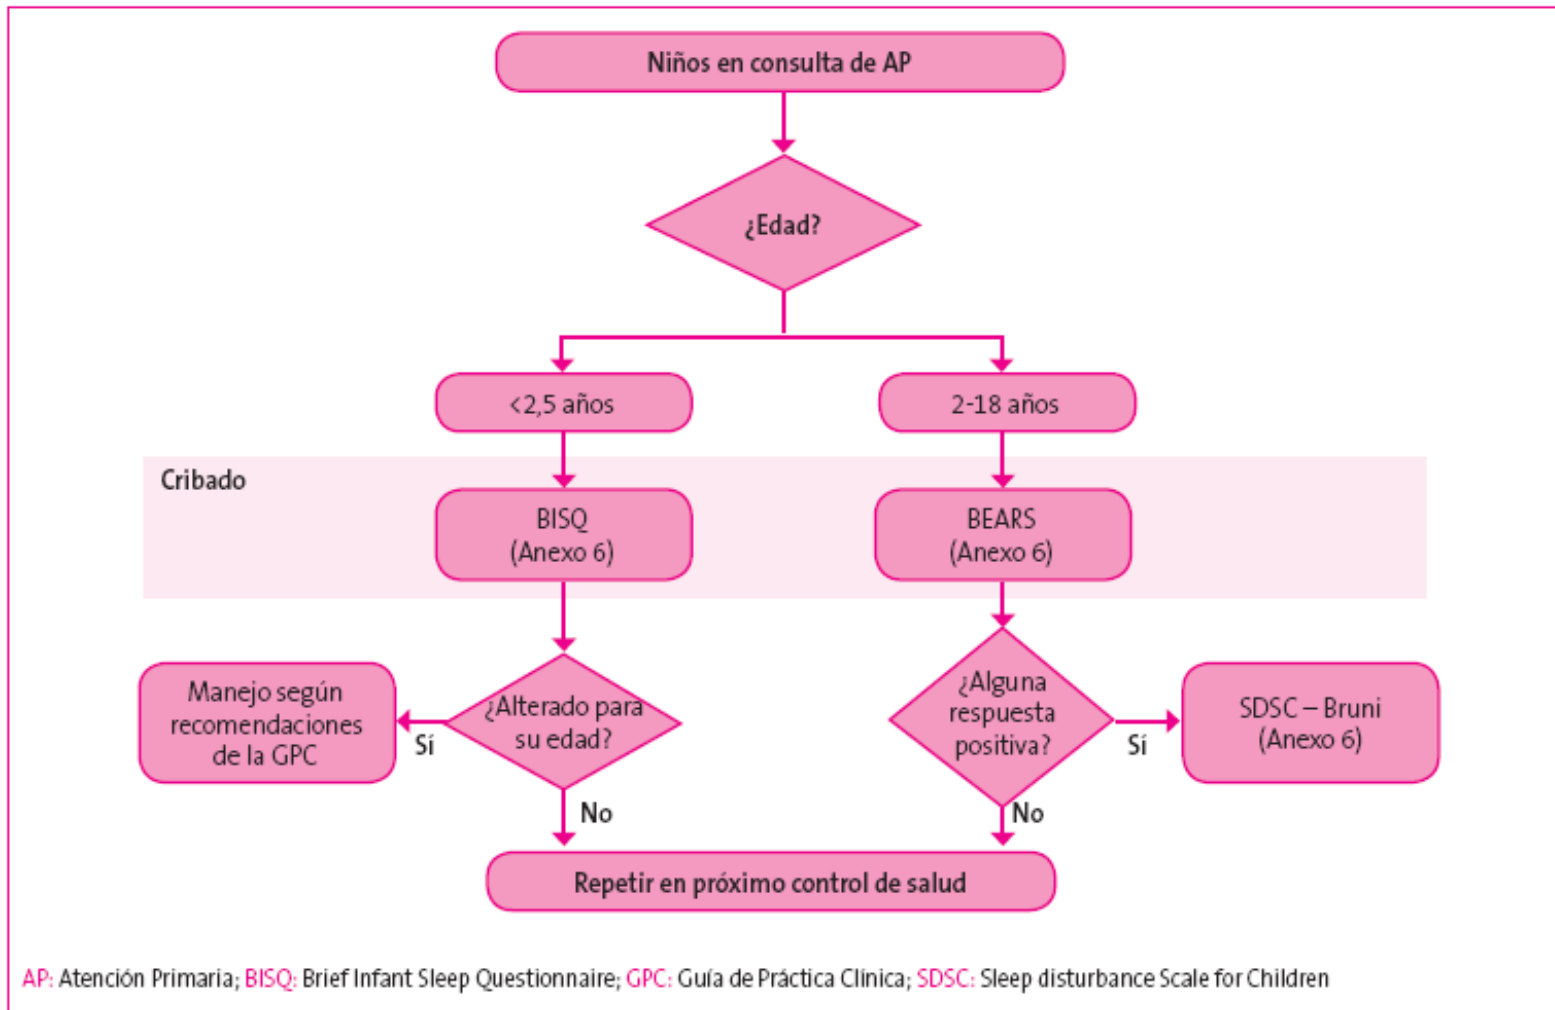 Niños en consulta de AP
¿Edad?
<2,5 años
2-18 años
Cribado
BISQ
(Anexo 6)
BEARS
(Anexo 6)
Manejo según
recomendaciones
de la GPC
Sí
¿Alterado para
su edad?
¿Alguna
respuesta
positiva?
Sí
SDSC – Bruni
(Anexo 6)
No
No
Repetir en próximo control de salud
AP: Atención Primaria; BISQ: Brief Infant Sleep Questionnaire; GPC: Guía de Práctica Clínica; SDSC: Sleep disturbance Scale for Children